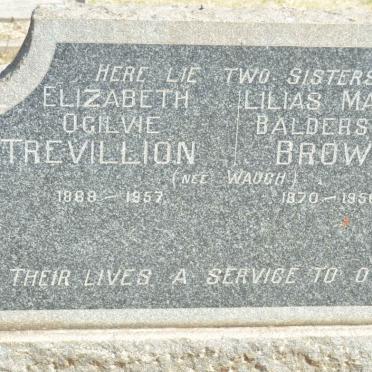 HERE LIE TWO SISTERS
ELIZABETH LILIAS MA
OGILVIE BALDERS
TREVILLION BROW
(NEE WAUGH)
1888 – 1957 1870 – 1956
THEIR LIVES A SERVICE TO O